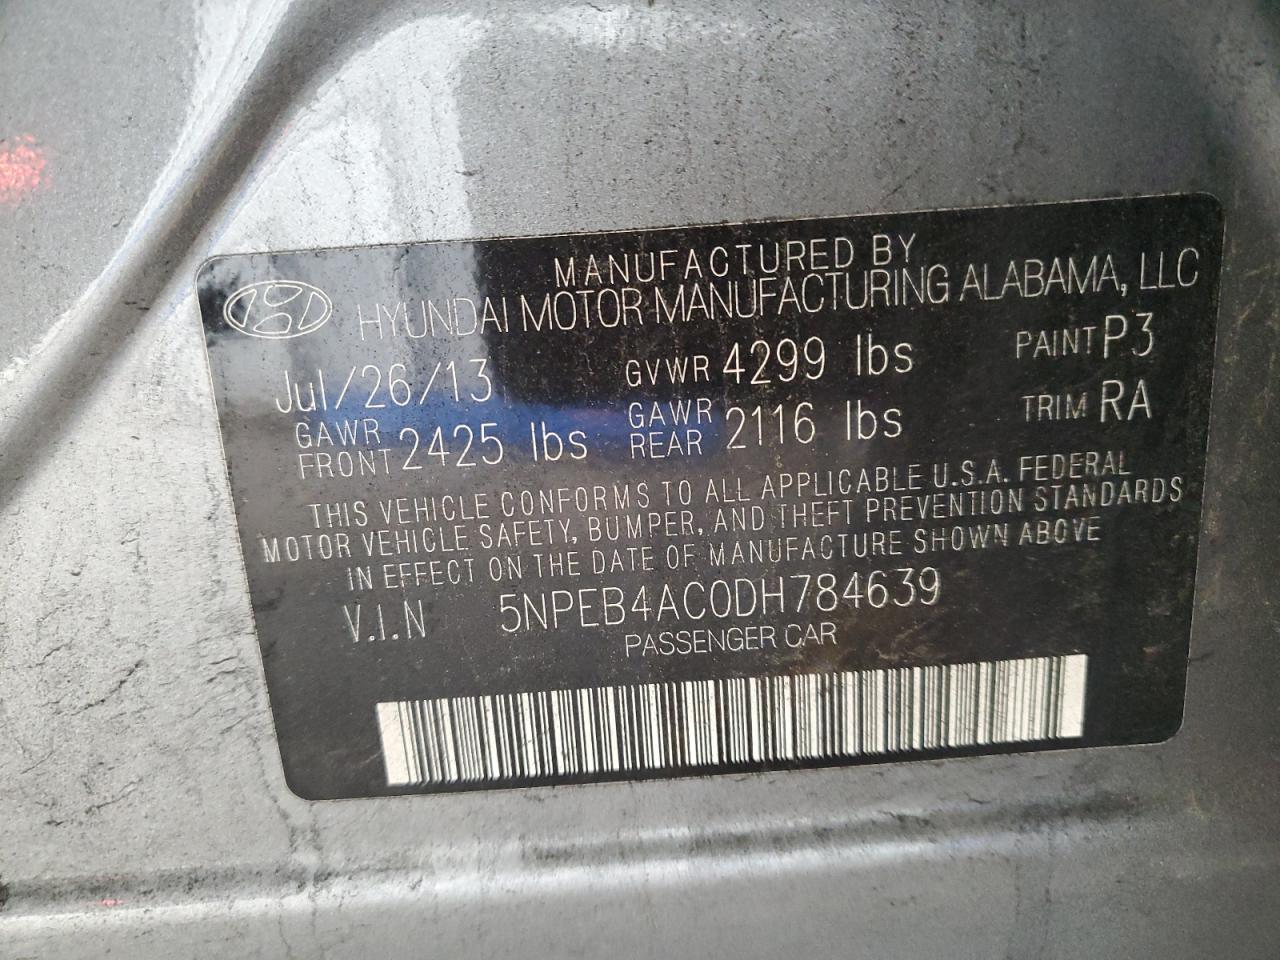 MANUFACTURED BY
HYUNDAI MOTOR MANUFACTURING ALABAMA, LLC
Jul/26/13 GVWR 4299 lbs PAINT P3
GAWR FRONT 2425 lbs GAWR REAR 2116 lbs TRIM RA
THIS VEHICLE CONFORMS TO ALL APPLICABLE U.S.A. FEDERAL
MOTOR VEHICLE SAFETY, BUMPER, AND THEFT PREVENTION STANDARDS
IN EFFECT ON THE DATE OF MANUFACTURE SHOWN ABOVE
V.I.N 5NPEB4AC0DH784639
PASSENGER CAR